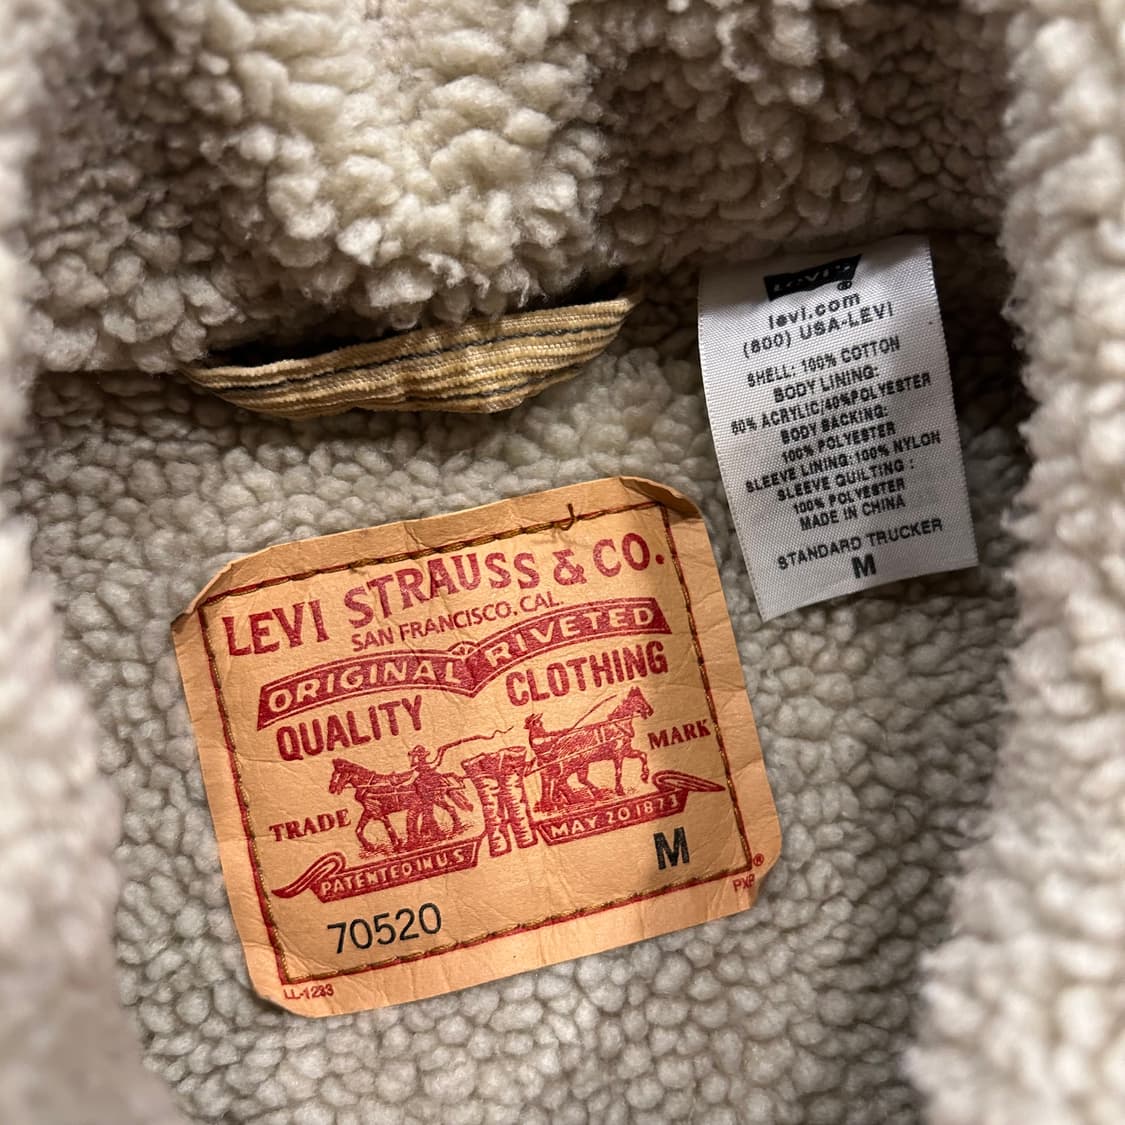 LEVI STRAUSS & CO.
SAN FRANCISCO, CAL.
ORIGINAL RIVETED
QUALITY CLOTHING
TRADE MARK
PATENTED IN U.S. MAY 20 1873
M
70520
®
LL-1233
Levi's
®
levi.com
(800) USA-LEVI
SHELL: 100% COTTON
BODY LINING:
60% ACRYLIC/40%POLYESTER
BODY BACKING:
100% POLYESTER
SLEEVE LINING:100% NYLON
SLEEVE QUILTING :
100% POLYESTER
MADE IN CHINA
STANDARD TRUCKER
M